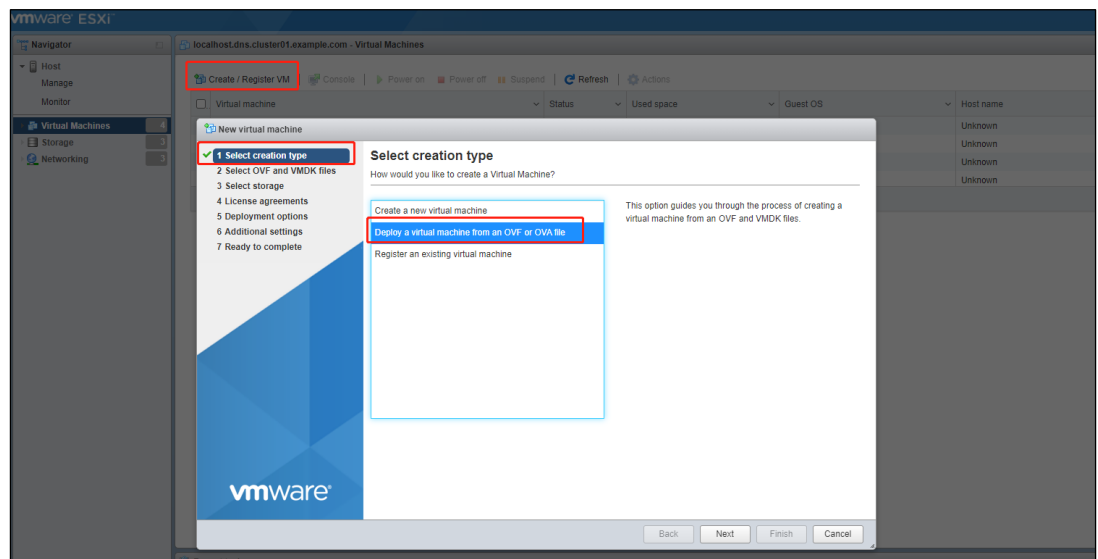 vmware ESXi™
Navigator
localhost.dns.cluster01.example.com - Virtual Machines
Host
Manage
Monitor
Virtual Machines 4
Storage 3
Networking 3
Create / Register VM Console Power on Power off Suspend Refresh Actions
Virtual machine Status Used space Guest OS Host name
Unknown
Unknown
Unknown
Unknown
New virtual machine
1 Select creation type
2 Select OVF and VMDK files
3 Select storage
4 License agreements
5 Deployment options
6 Additional settings
7 Ready to complete
Select creation type
How would you like to create a Virtual Machine?
Create a new virtual machine
Deploy a virtual machine from an OVF or OVA file
Register an existing virtual machine
This option guides you through the process of creating a
virtual machine from an OVF and VMDK files.
vmware®
Back Next Finish Cancel